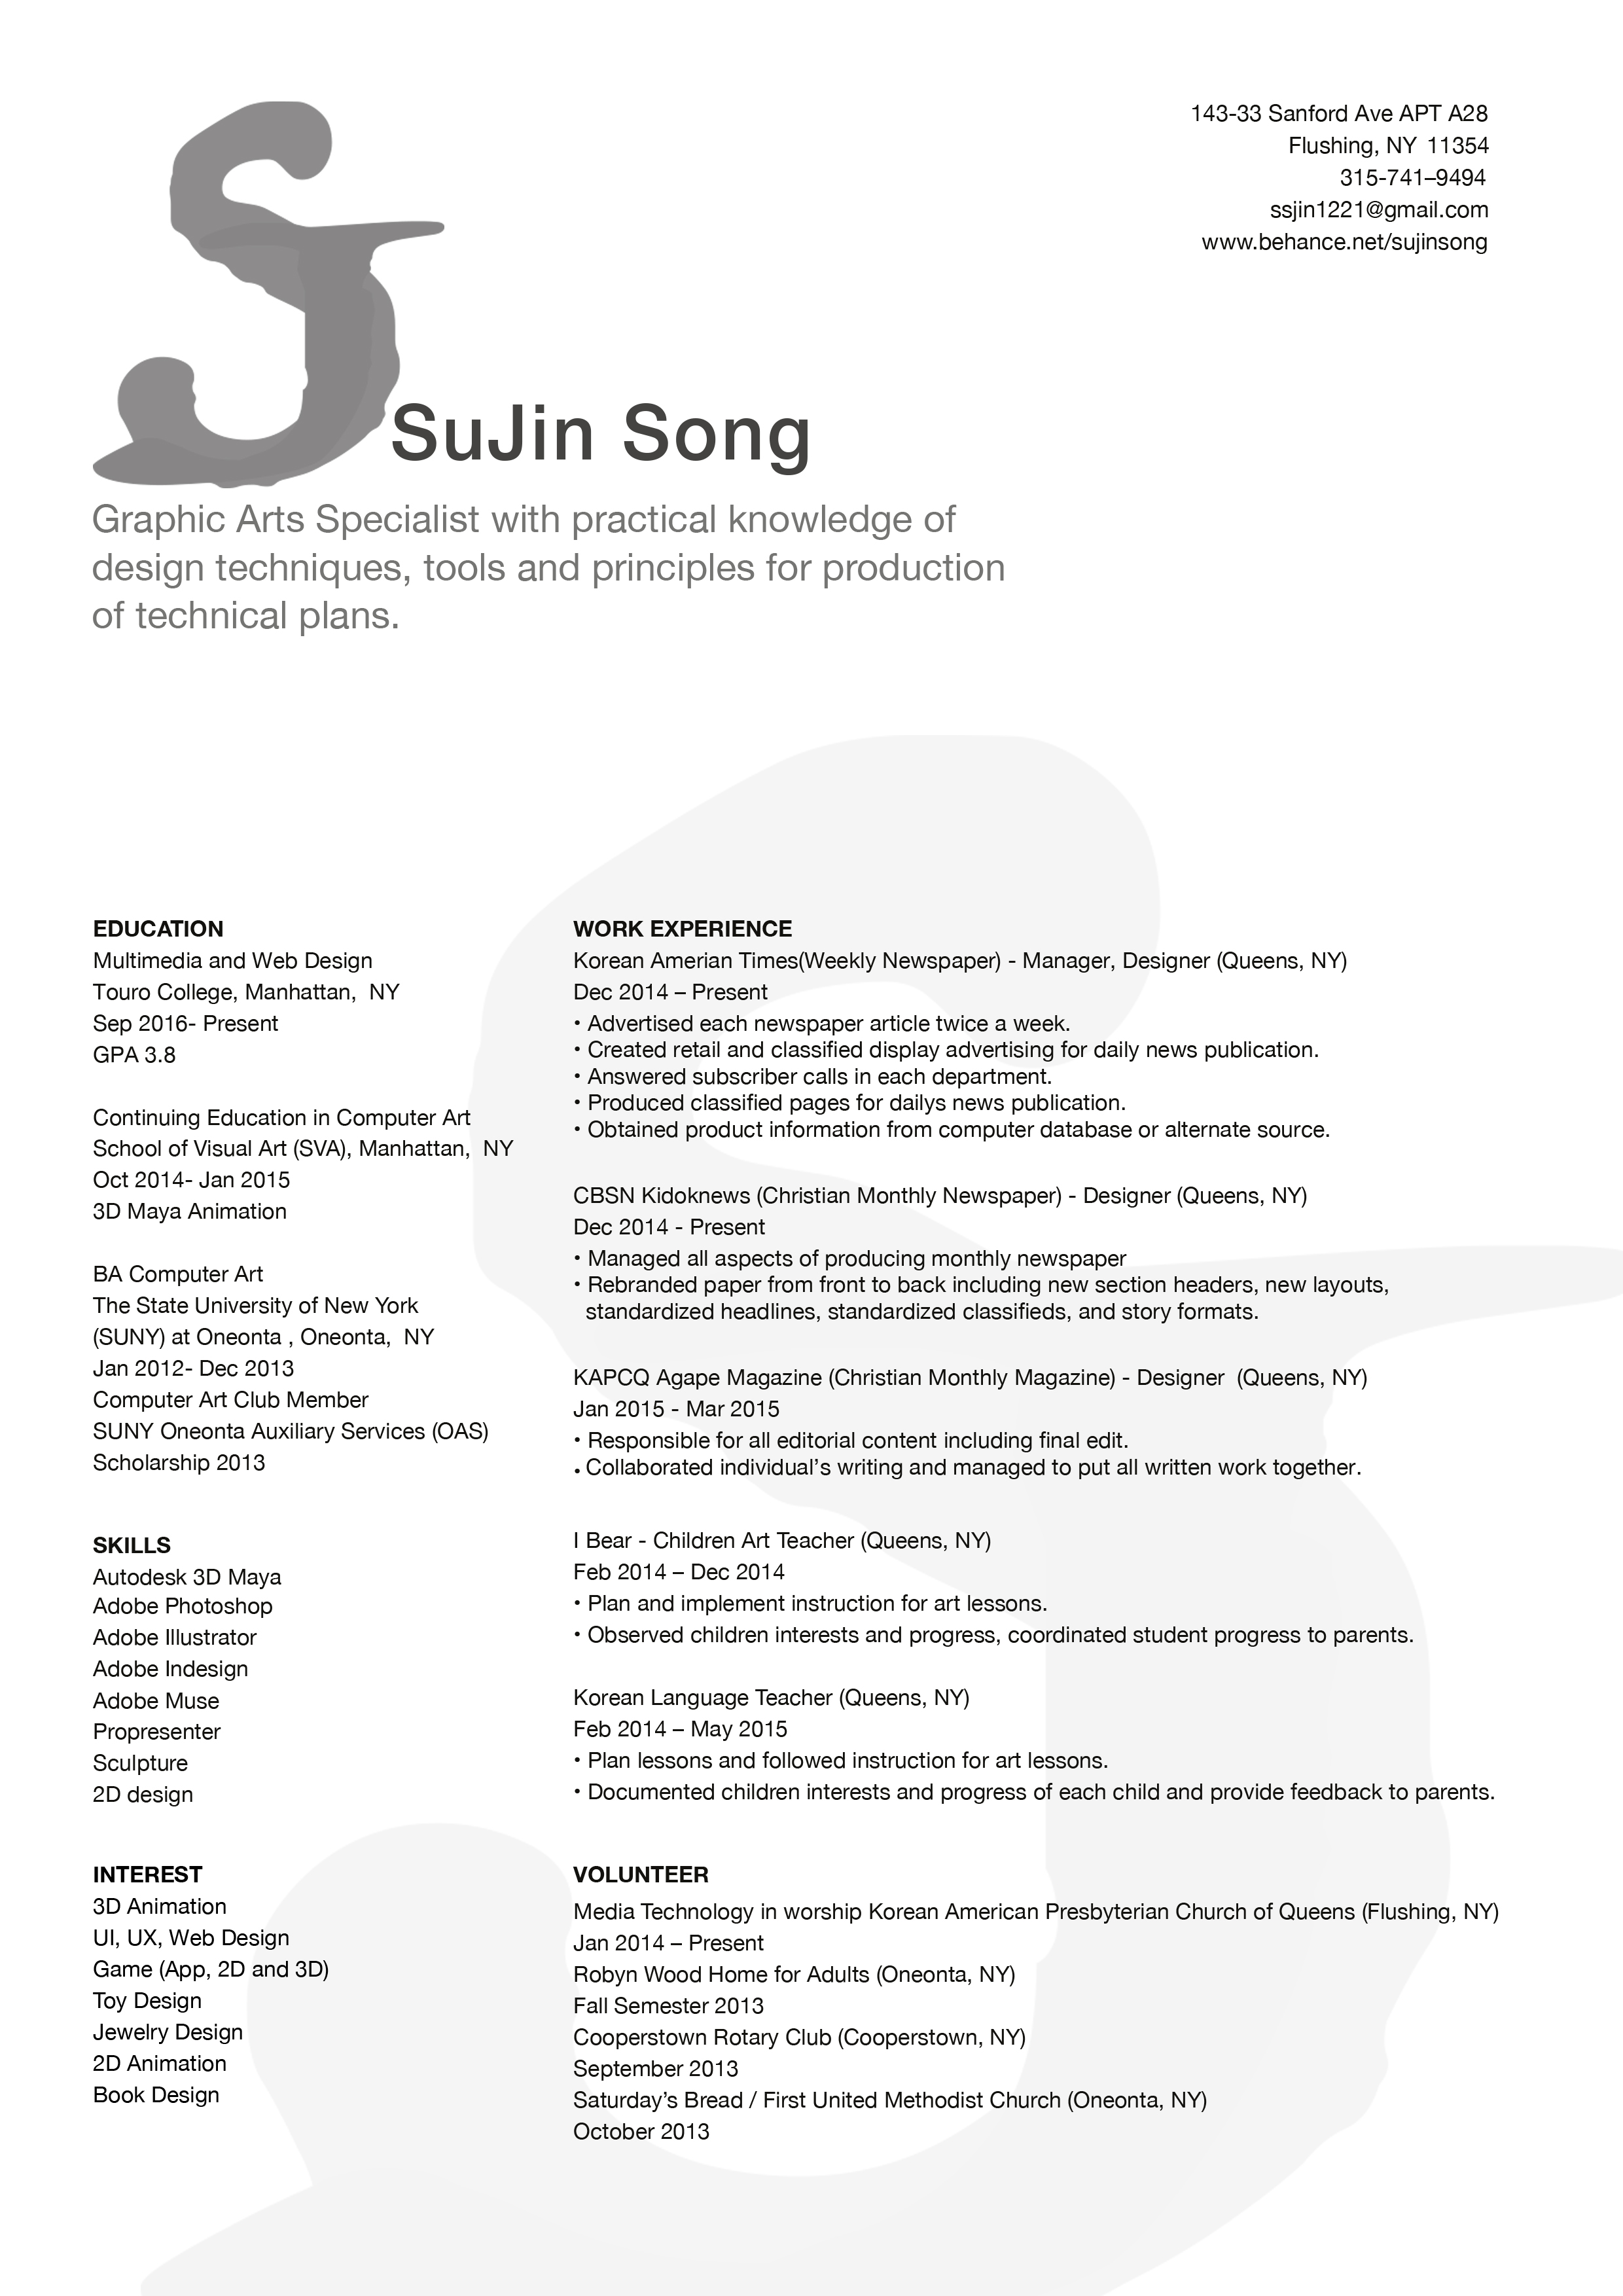 143-33 Sanford Ave APT A28
Flushing, NY 11354
315-741–9494
ssjin1221@gmail.com
www.behance.net/sujinsong
SJ
SuJin Song
Graphic Arts Specialist with practical knowledge of
design techniques, tools and principles for production
of technical plans.
EDUCATION
Multimedia and Web Design
Touro College, Manhattan, NY
Sep 2016- Present
GPA 3.8
Continuing Education in Computer Art
School of Visual Art (SVA), Manhattan, NY
Oct 2014- Jan 2015
3D Maya Animation
BA Computer Art
The State University of New York
(SUNY) at Oneonta , Oneonta, NY
Jan 2012- Dec 2013
Computer Art Club Member
SUNY Oneonta Auxiliary Services (OAS)
Scholarship 2013
SKILLS
Autodesk 3D Maya
Adobe Photoshop
Adobe Illustrator
Adobe Indesign
Adobe Muse
Propresenter
Sculpture
2D design
INTEREST
3D Animation
UI, UX, Web Design
Game (App, 2D and 3D)
Toy Design
Jewelry Design
2D Animation
Book Design
WORK EXPERIENCE
Korean Amerian Times(Weekly Newspaper) - Manager, Designer (Queens, NY)
Dec 2014 – Present
• Advertised each newspaper article twice a week.
• Created retail and classified display advertising for daily news publication.
• Answered subscriber calls in each department.
• Produced classified pages for dailys news publication.
• Obtained product information from computer database or alternate source.
CBSN Kidoknews (Christian Monthly Newspaper) - Designer (Queens, NY)
Dec 2014 - Present
• Managed all aspects of producing monthly newspaper
• Rebranded paper from front to back including new section headers, new layouts,
standardized headlines, standardized classifieds, and story formats.
KAPCQ Agape Magazine (Christian Monthly Magazine) - Designer (Queens, NY)
Jan 2015 - Mar 2015
• Responsible for all editorial content including final edit.
• Collaborated individual’s writing and managed to put all written work together.
I Bear - Children Art Teacher (Queens, NY)
Feb 2014 – Dec 2014
• Plan and implement instruction for art lessons.
• Observed children interests and progress, coordinated student progress to parents.
Korean Language Teacher (Queens, NY)
Feb 2014 – May 2015
• Plan lessons and followed instruction for art lessons.
• Documented children interests and progress of each child and provide feedback to parents.
VOLUNTEER
Media Technology in worship Korean American Presbyterian Church of Queens (Flushing, NY)
Jan 2014 – Present
Robyn Wood Home for Adults (Oneonta, NY)
Fall Semester 2013
Cooperstown Rotary Club (Cooperstown, NY)
September 2013
Saturday’s Bread / First United Methodist Church (Oneonta, NY)
October 2013